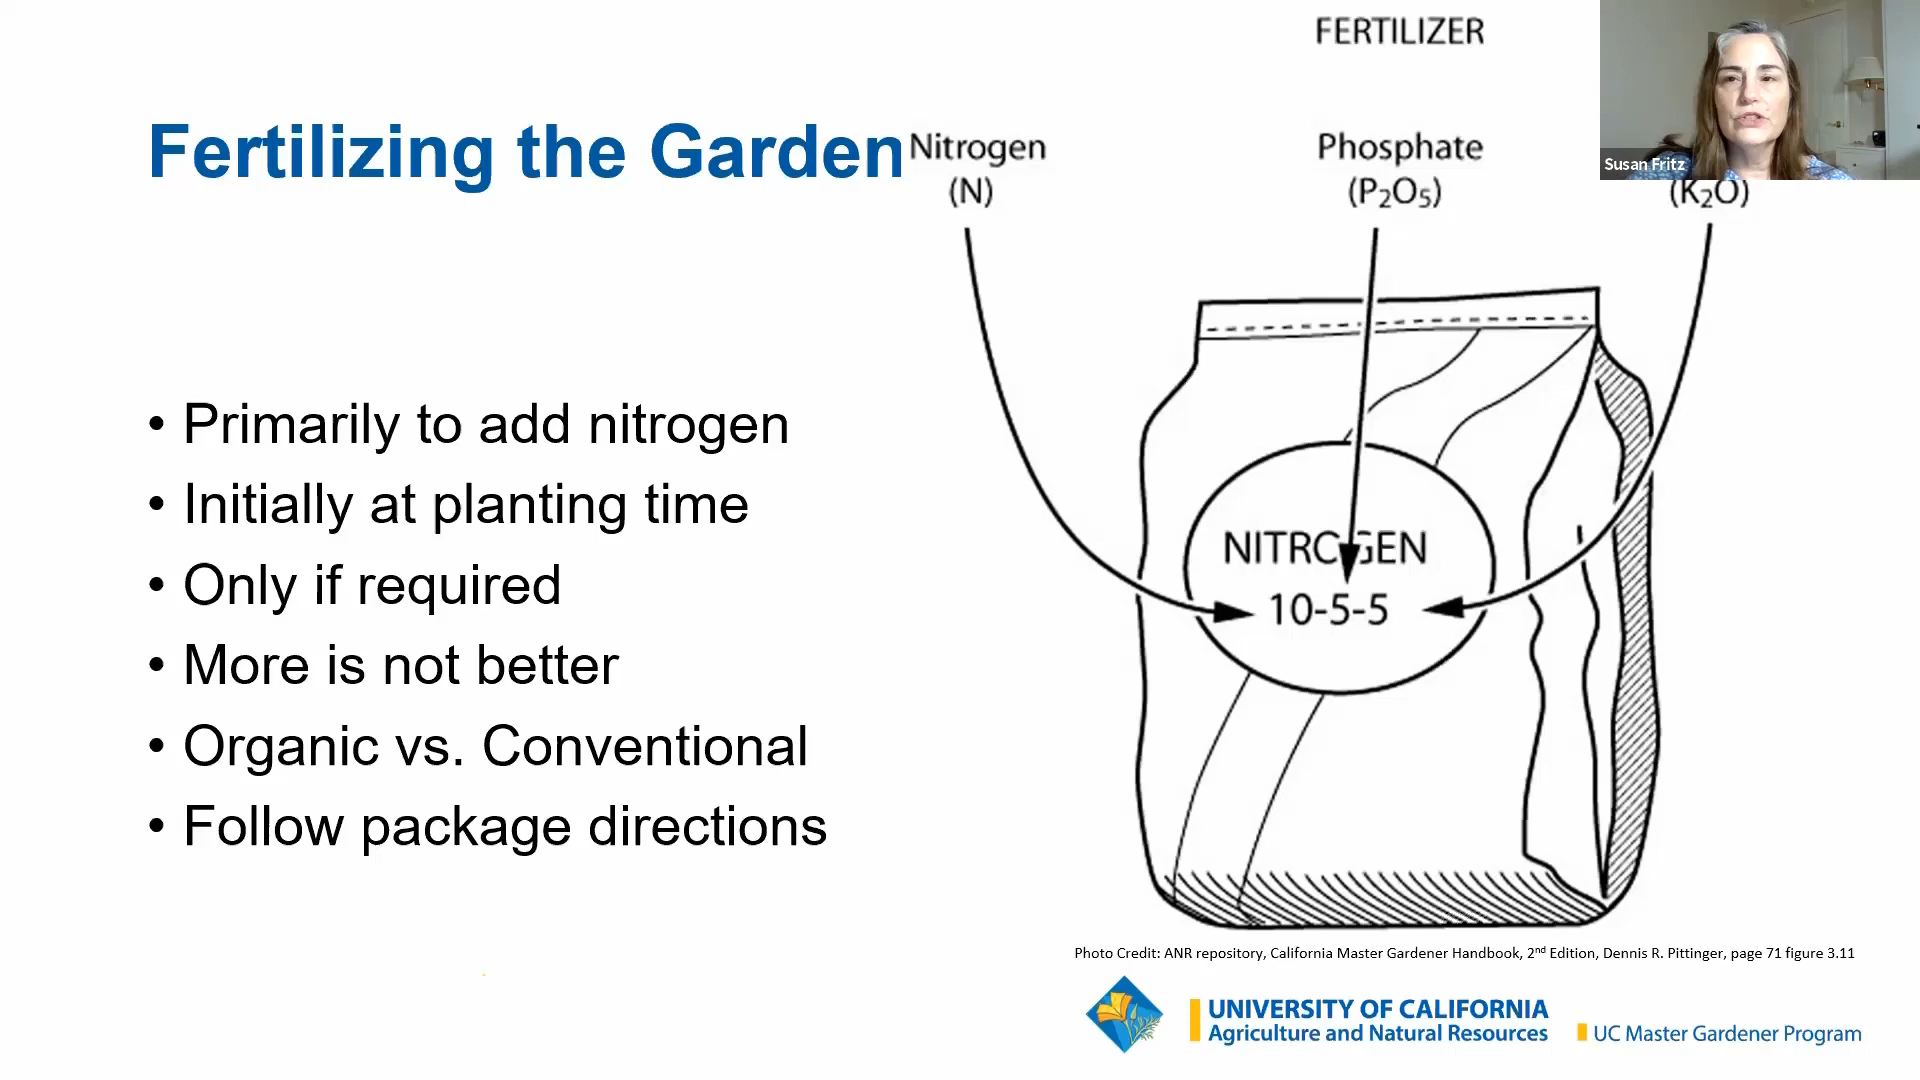 FERTILIZER
Fertilizing the Garden
Nitrogen
(N)
Phosphate
(P₂O₅)
(K₂O)
Susan Fritz
• Primarily to add nitrogen
• Initially at planting time
• Only if required
• More is not better
• Organic vs. Conventional
• Follow package directions
NITROGEN
10-5-5
Photo Credit: ANR repository, California Master Gardener Handbook, 2nd Edition, Dennis R. Pittinger, page 71 figure 3.11
UNIVERSITY OF CALIFORNIA
Agriculture and Natural Resources
UC Master Gardener Program